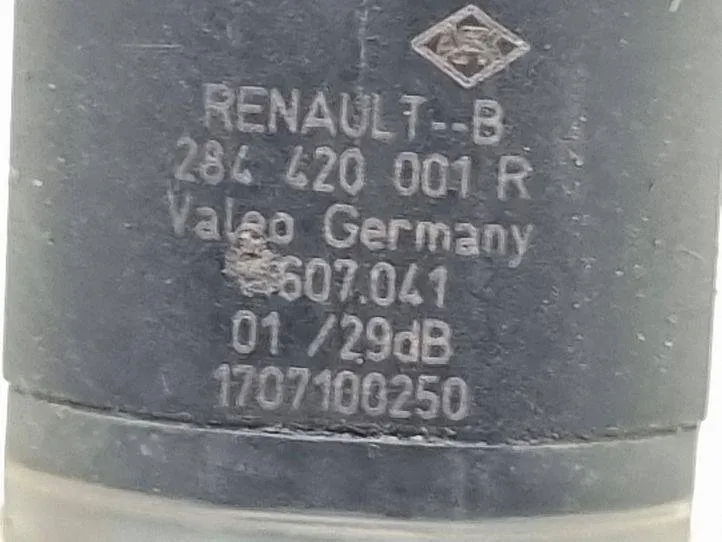 RENAULT--B
284 420 001 R
Valeo Germany
607.041
01 /29dB
1707100250